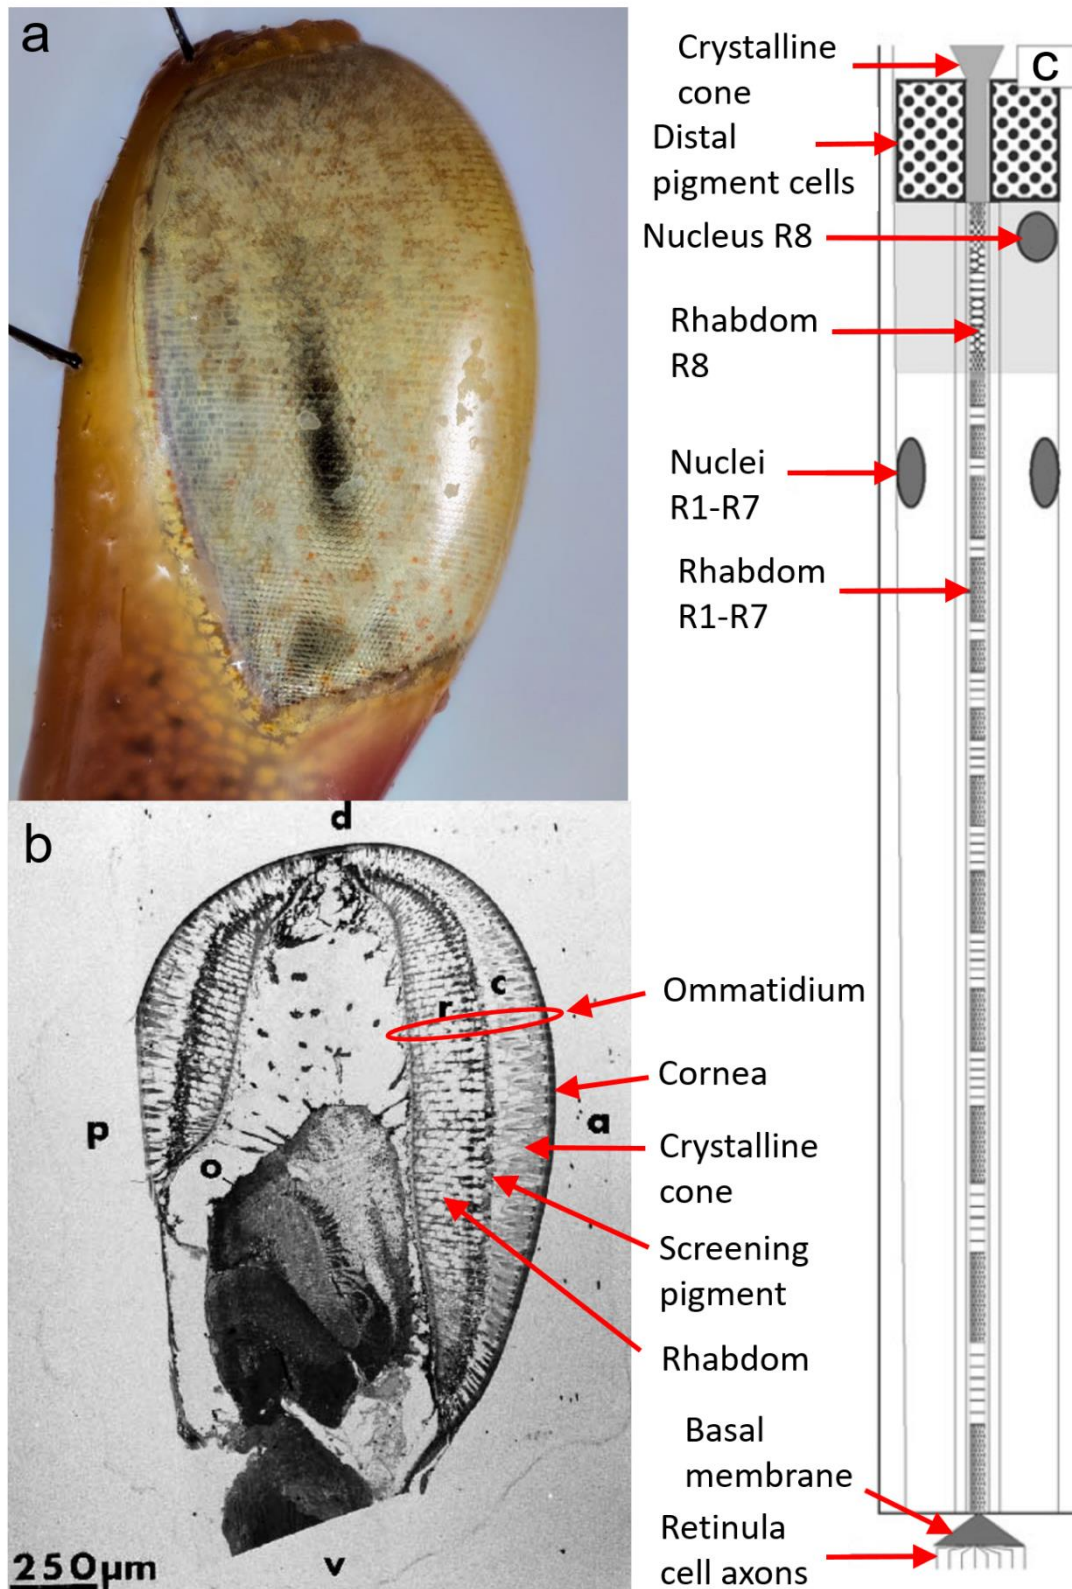 a
Crystalline
cone
c
Distal
pigment cells
Nucleus R8
Rhabdom
R8
Nuclei
R1-R7
Rhabdom
R1-R7
b
d
c
r
Ommatidium
Cornea
p
a
o
Crystalline
cone
Screening
pigment
Rhabdom
Basal
membrane
Retinula
cell axons
250µm
v